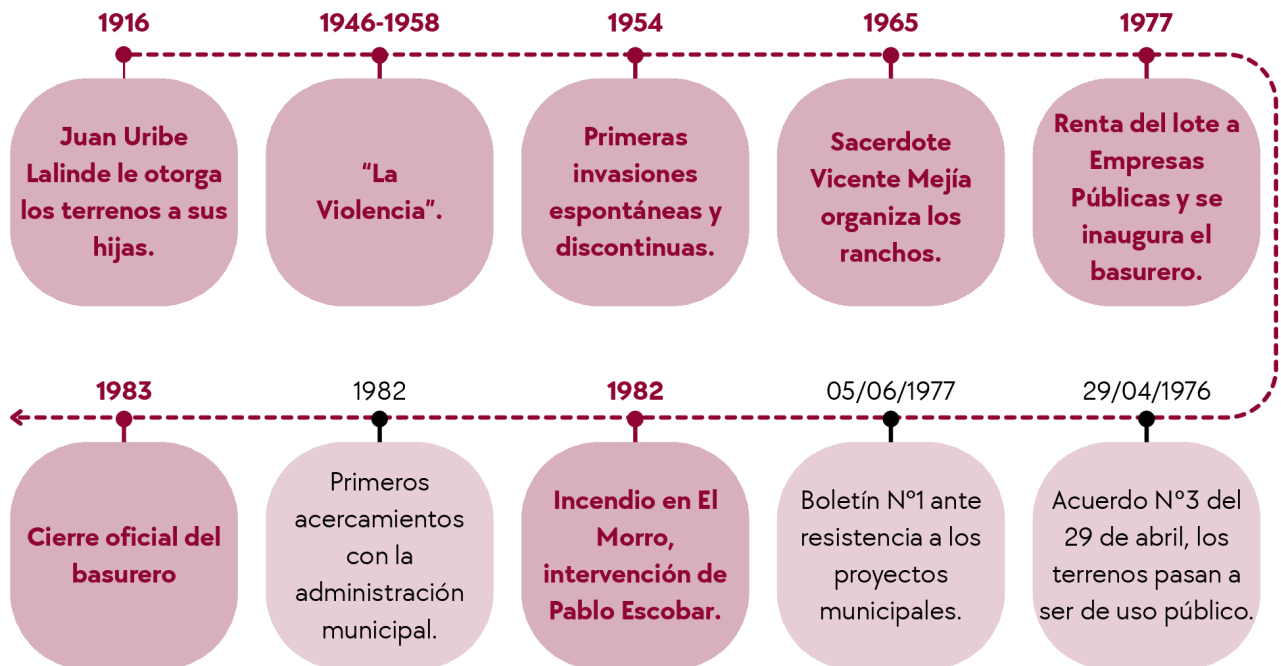 1916
Juan Uribe
Lalinde le otorga
los terrenos a sus
hijas.
1946-1958
“La
Violencia”.
1954
Primeras
invasiones
espontáneas y
discontinuas.
1965
Sacerdote
Vicente Mejía
organiza los
ranchos.
1977
Renta del lote a
Empresas
Públicas y se
inaugura el
basurero.
29/04/1976
Acuerdo N°3 del
29 de abril, los
terrenos pasan a
ser de uso público.
05/06/1977
Boletín N°1 ante
resistencia a los
proyectos
municipales.
1982
Incendio en El
Morro,
intervención de
Pablo Escobar.
1982
Primeros
acercamientos
con la
administración
municipal.
1983
Cierre oficial del
basurero